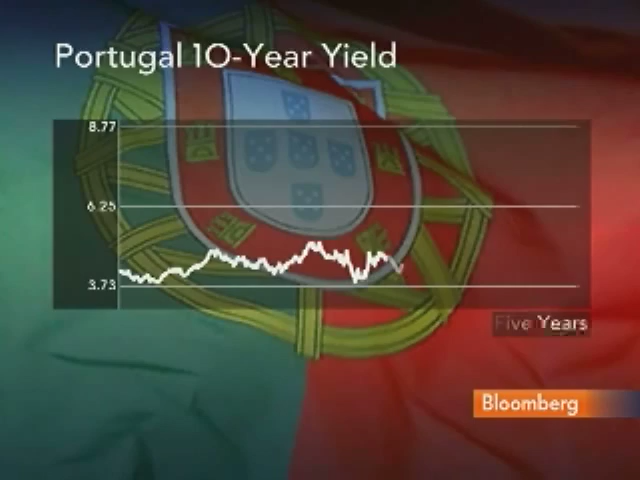 Portugal 10-Year Yield
8.77
6.25
3.73
Five Years
Bloomberg